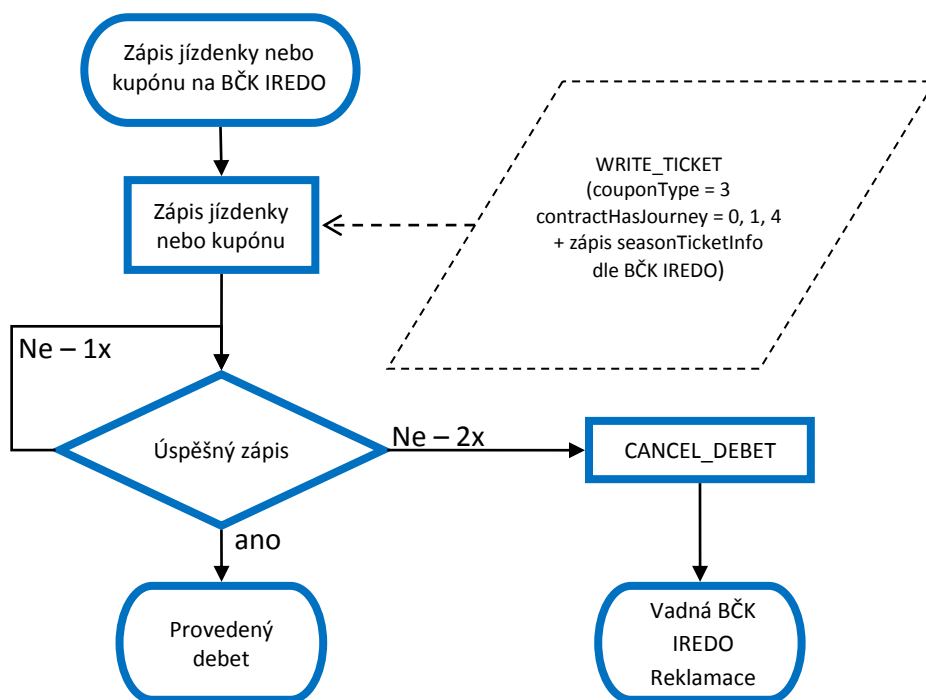 Zápis jízdenky nebo
kupónu na BČK IREDO
WRITE_TICKET
(couponType = 3
contractHasJourney = 0, 1, 4
+ zápis seasonTicketInfo
dle BČK IREDO)
Zápis jízdenky
nebo kupónu
Ne – 1x
Úspěšný zápis
Ne – 2x
CANCEL_DEBET
ano
Provedený
debet
Vadná BČK
IREDO
Reklamace